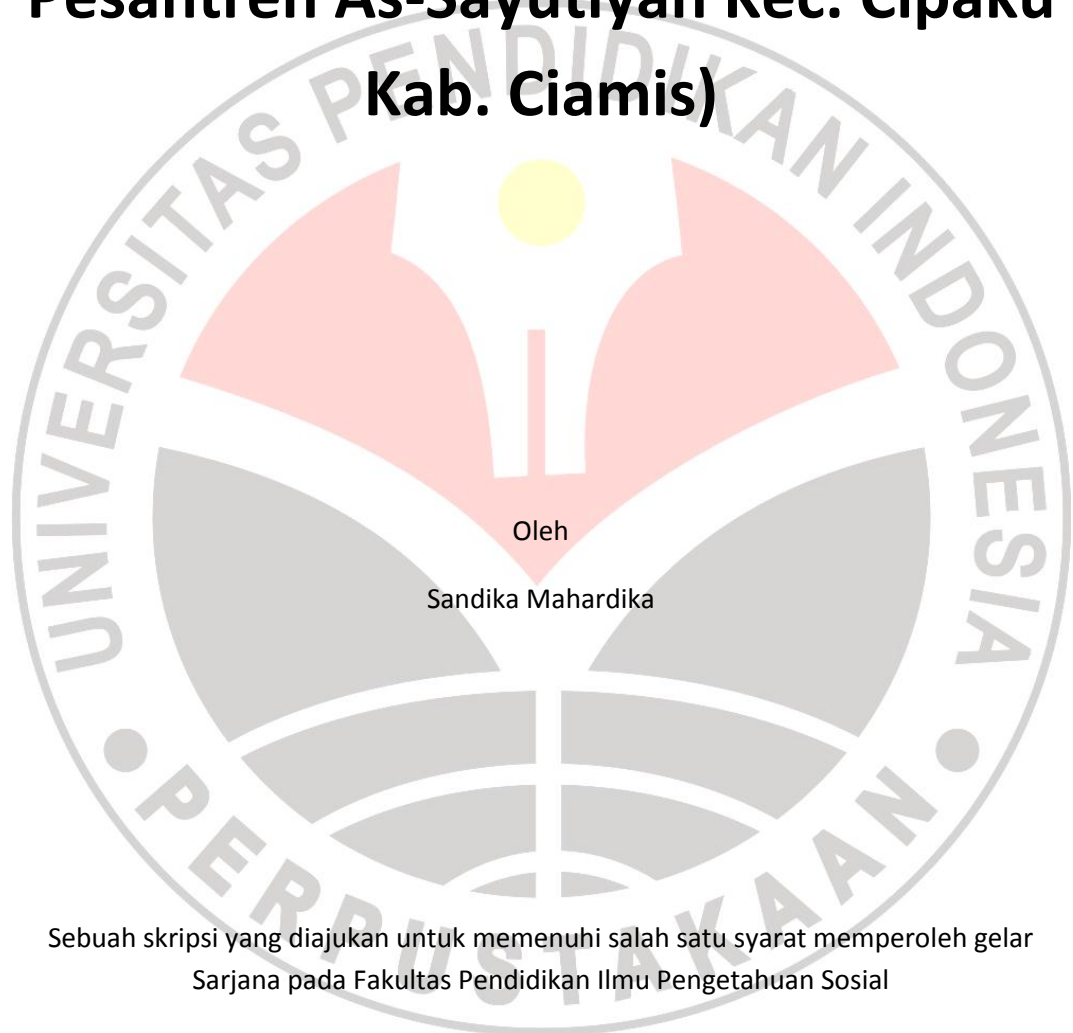 Pesantren As-Sayutiyah Kec. Cipaku
Kab. Ciamis)
UNIVERSITAS PENDIDIKAN INDONESIA
Oleh
Sandika Mahardika
PERPUSTAKAAN
Sebuah skripsi yang diajukan untuk memenuhi salah satu syarat memperoleh gelar
Sarjana pada Fakultas Pendidikan Ilmu Pengetahuan Sosial